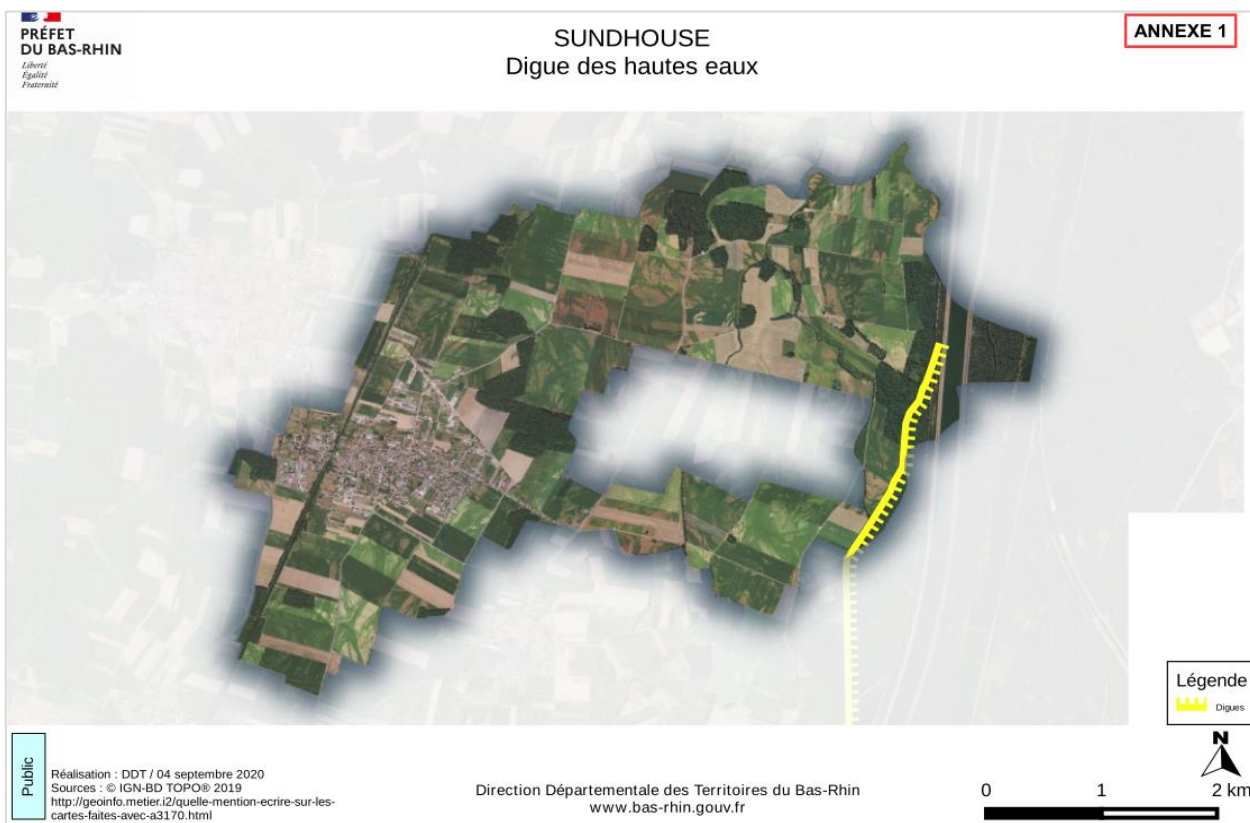 PRÉFET
DU BAS-RHIN
Liberté
Égalité
Fraternité
SUNDHOUSE
Digue des hautes eaux
ANNEXE 1
Légende
Digues
N
Public
Réalisation : DDT / 04 septembre 2020
Sources : © IGN-BD TOPO® 2019
http://geoinfo.metier.i2/quelle-mention-ecrire-sur-les-
cartes-faites-avec-a3170.html
Direction Départementale des Territoires du Bas-Rhin
www.bas-rhin.gouv.fr
0 1 2 km